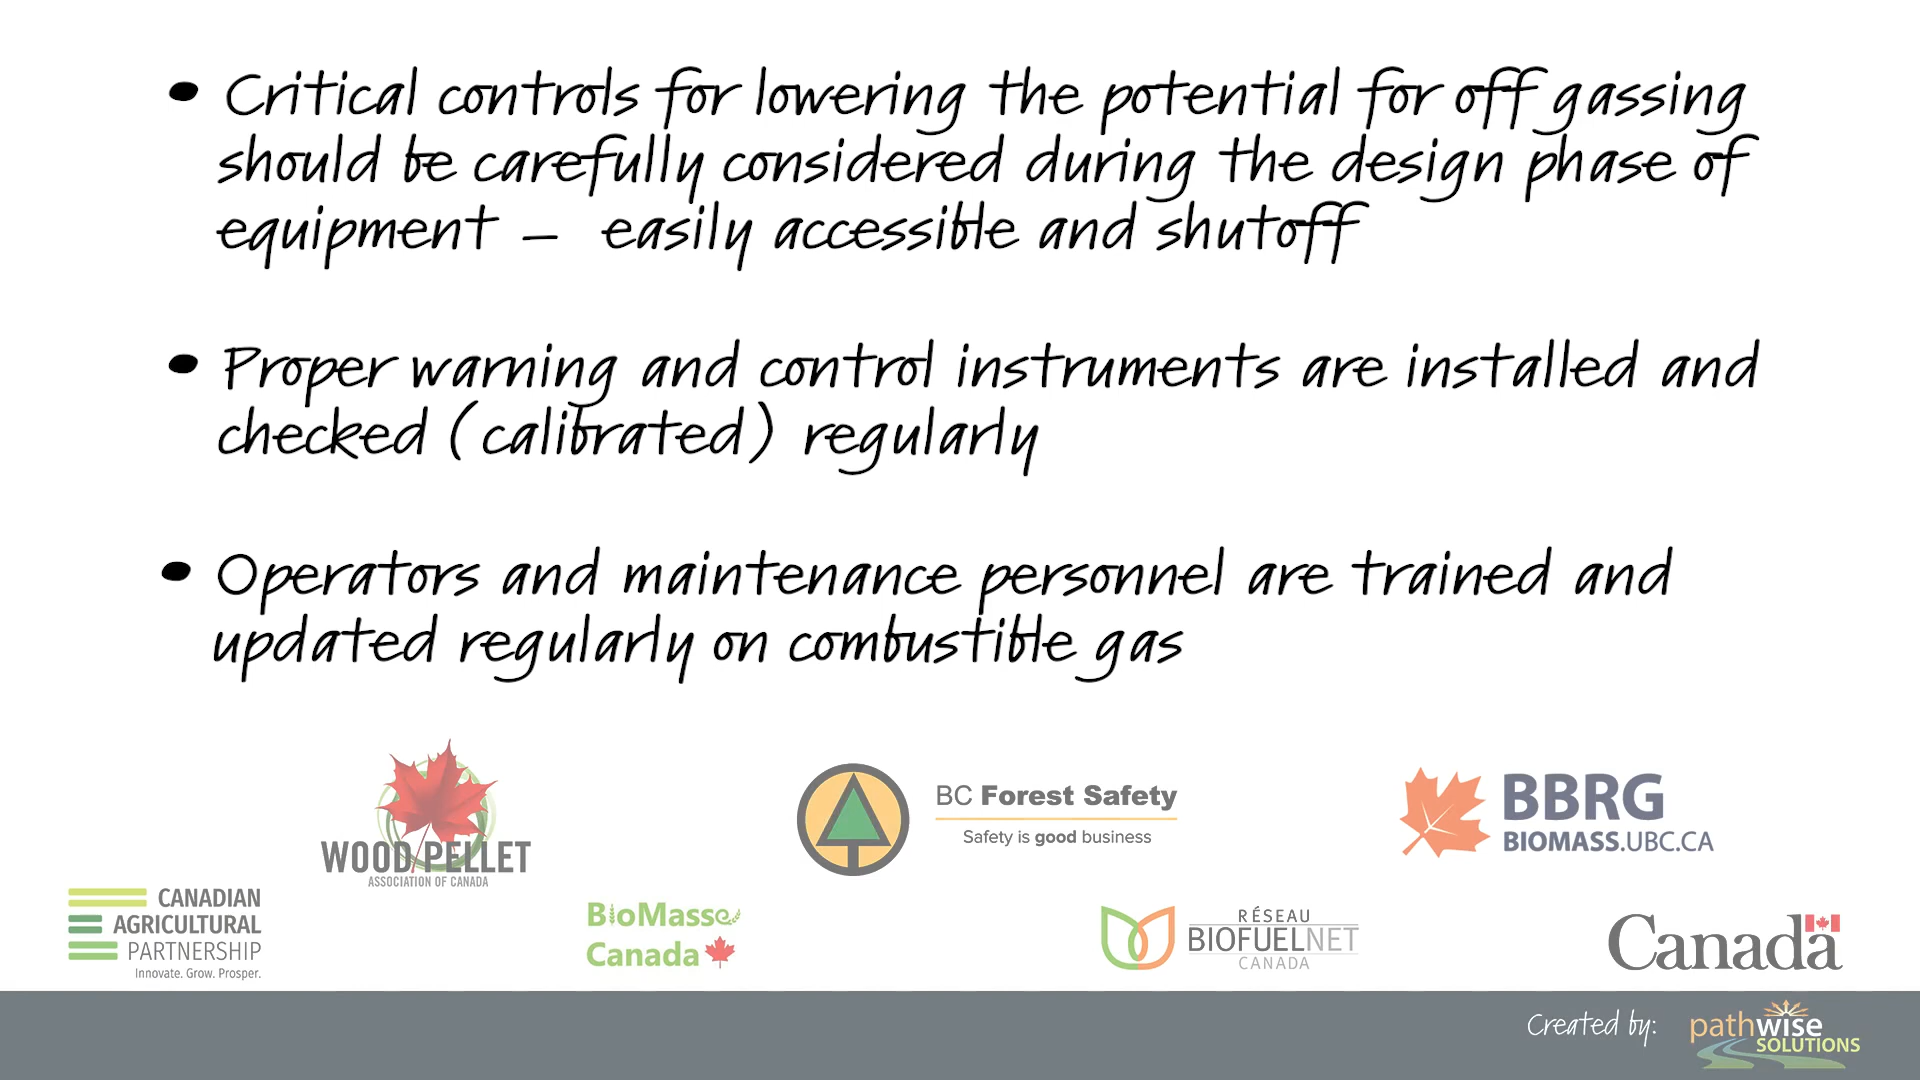 • Critical controls for lowering the potential for off gassing
should be carefully considered during the design phase of
equipment – easily accessible and shutoff
• Proper warning and control instruments are installed and
checked (calibrated) regularly
• Operators and maintenance personnel are trained and
updated regularly on combustible gas
WOOD PELLET
ASSOCIATION OF CANADA
BC Forest Safety
Safety is good business
BBRG
BIOMASS.UBC.CA
CANADIAN
AGRICULTURAL
PARTNERSHIP
Innovate. Grow. Prosper.
BioMasse
Canada
RÉSEAU
BIOFUELNET
CANADA
Canada
Created by:
pathwise
SOLUTIONS